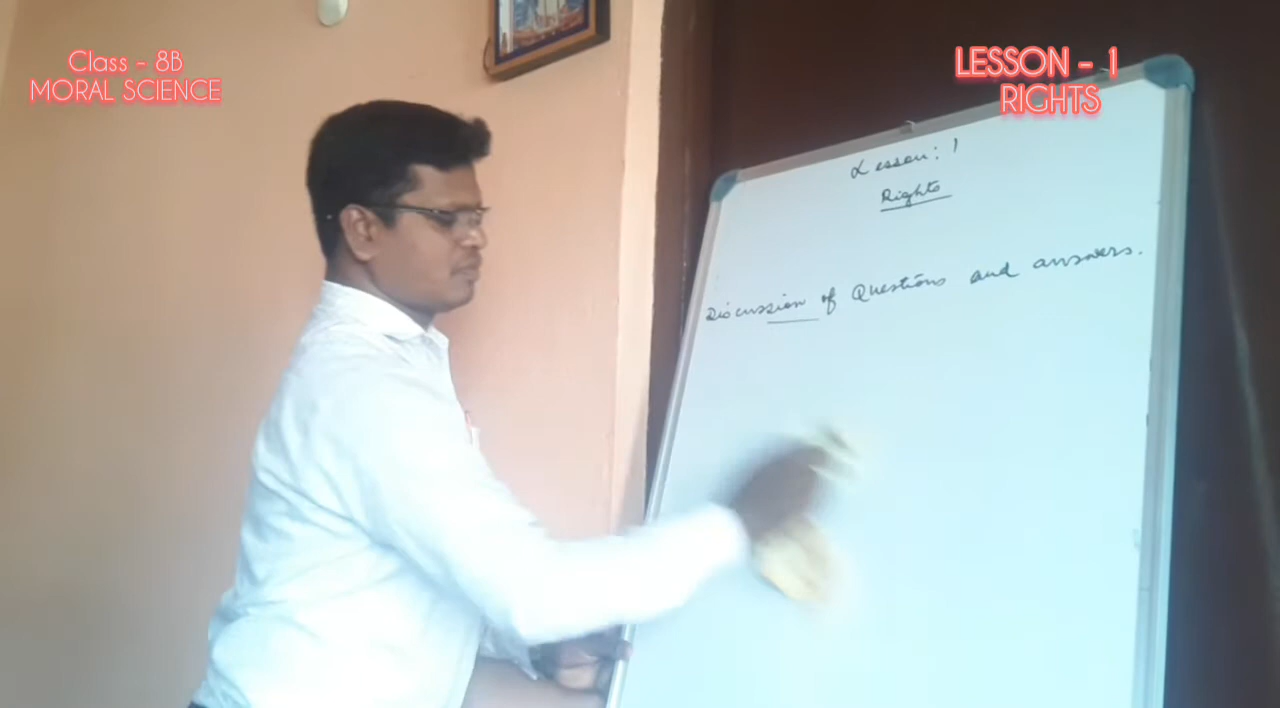 Class - 8B
MORAL SCIENCE
LESSON - 1
RIGHTS
Lesson: 1
Rights
Discussion of Questions and answers.